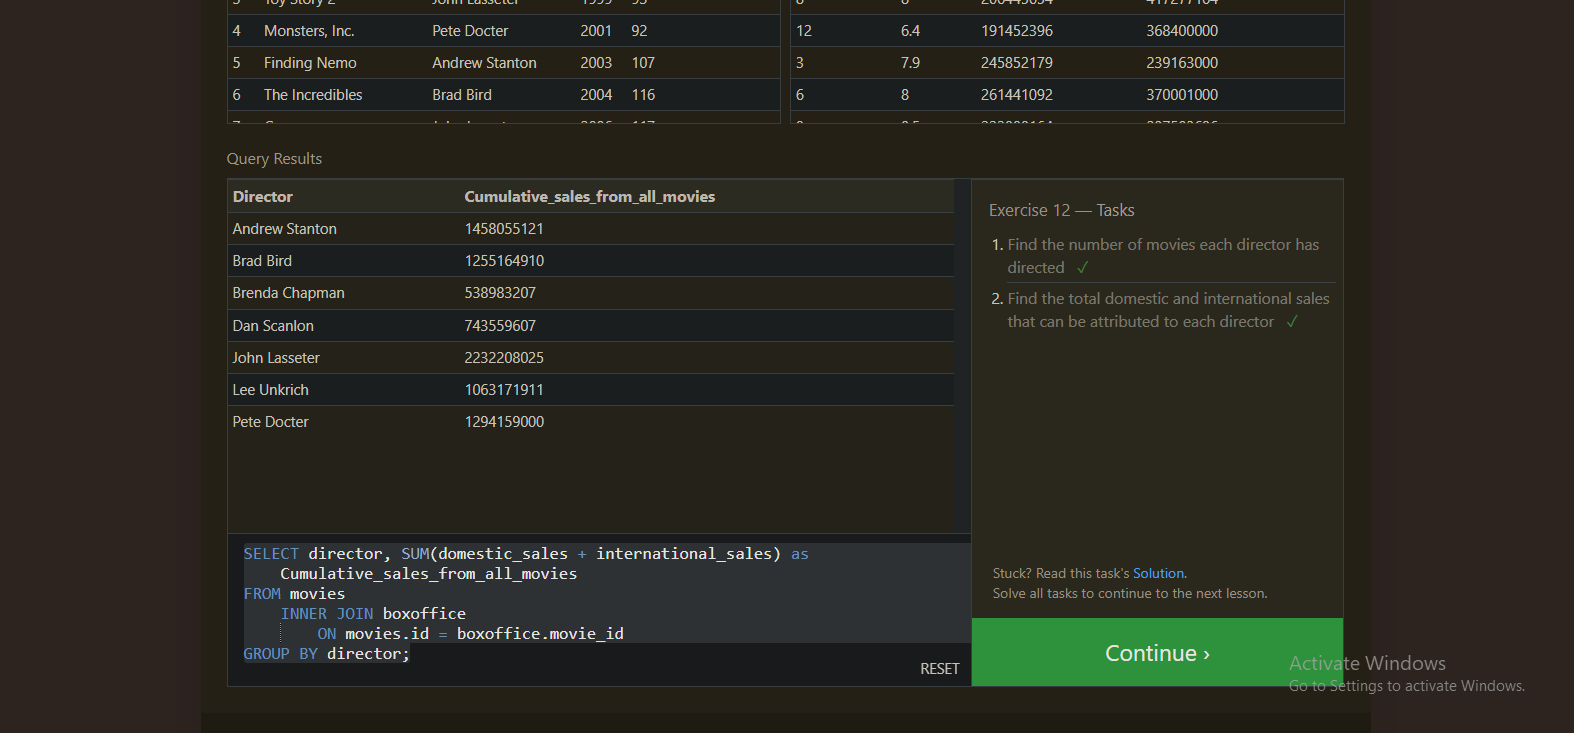 4 Monsters, Inc. Pete Docter 2001 92
5 Finding Nemo Andrew Stanton 2003 107
6 The Incredibles Brad Bird 2004 116
12 6.4 191452396 368400000
3 7.9 245852179 239163000
6 8 261441092 370001000
Query Results
Director Cumulative_sales_from_all_movies
Andrew Stanton 1458055121
Brad Bird 1255164910
Brenda Chapman 538983207
Dan Scanlon 743559607
John Lasseter 2232208025
Lee Unkrich 1063171911
Pete Docter 1294159000
SELECT director, SUM(domestic_sales + international_sales) as
Cumulative_sales_from_all_movies
FROM movies
INNER JOIN boxoffice
ON movies.id = boxoffice.movie_id
GROUP BY director;
RESET
Exercise 12 — Tasks
1. Find the number of movies each director has
directed ✓
2. Find the total domestic and international sales
that can be attributed to each director ✓
Stuck? Read this task's Solution.
Solve all tasks to continue to the next lesson.
Continue ›
Activate Windows
Go to Settings to activate Windows.